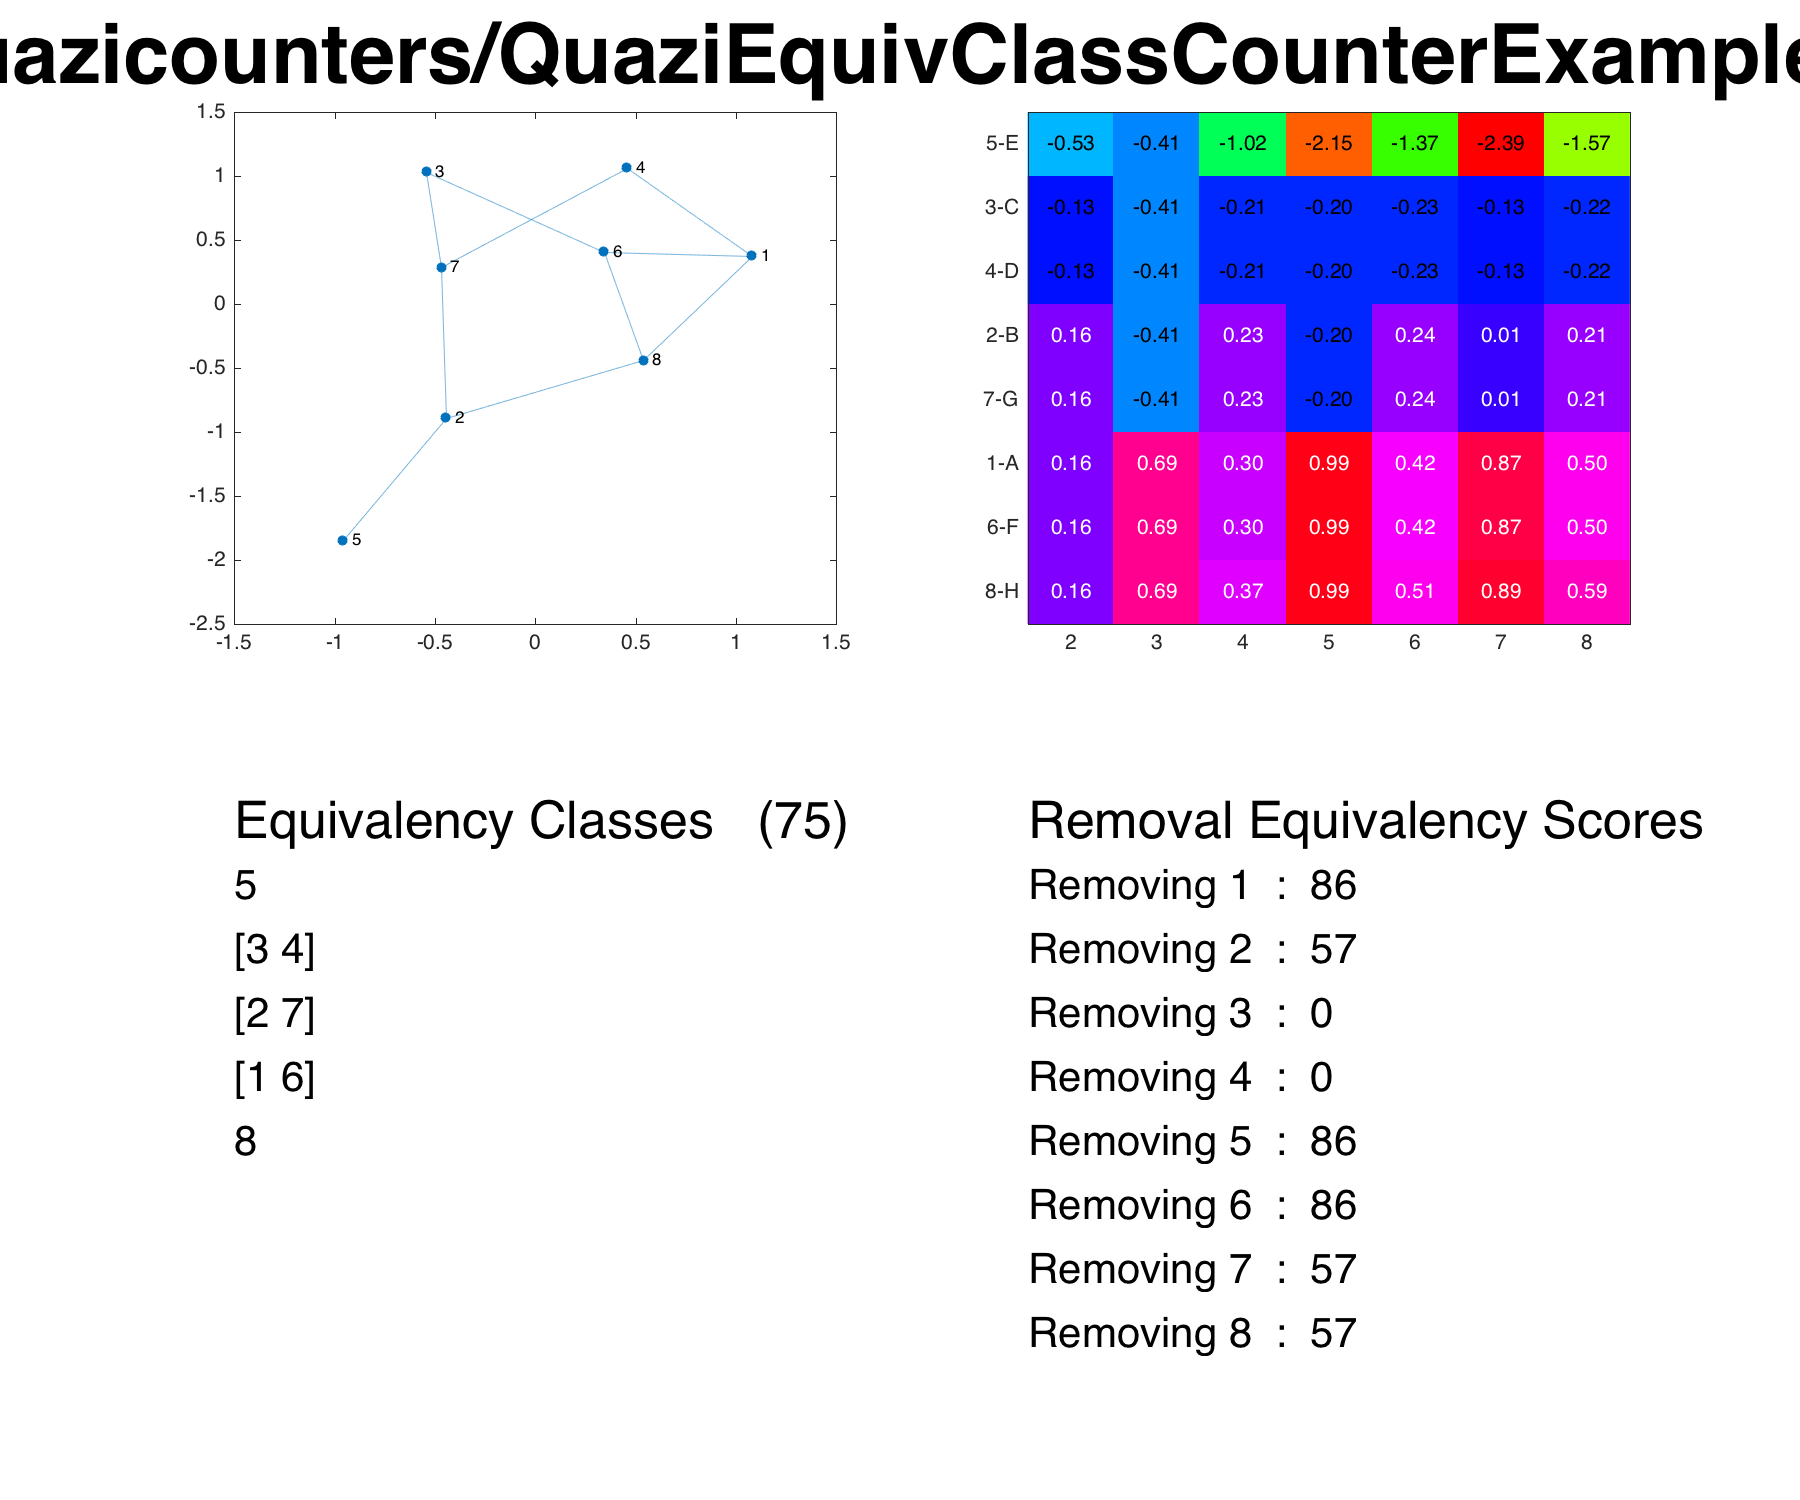 uazicounters/QuaziEquivClassCounterExample
1.5
1
0.5
0
-0.5
-1
-1.5
-2
-2.5
-1.5 -1 -0.5 0 0.5 1 1.5
3
4
6
1
7
8
2
5
5-E -0.53 -0.41 -1.02 -2.15 -1.37 -2.39 -1.57
3-C -0.13 -0.41 -0.21 -0.20 -0.23 -0.13 -0.22
4-D -0.13 -0.41 -0.21 -0.20 -0.23 -0.13 -0.22
2-B 0.16 -0.41 0.23 -0.20 0.24 0.01 0.21
7-G 0.16 -0.41 0.23 -0.20 0.24 0.01 0.21
1-A 0.16 0.69 0.30 0.99 0.42 0.87 0.50
6-F 0.16 0.69 0.30 0.99 0.42 0.87 0.50
8-H 0.16 0.69 0.37 0.99 0.51 0.89 0.59
2 3 4 5 6 7 8
Equivalency Classes (75)
5
[3 4]
[2 7]
[1 6]
8
Removal Equivalency Scores
Removing 1 : 86
Removing 2 : 57
Removing 3 : 0
Removing 4 : 0
Removing 5 : 86
Removing 6 : 86
Removing 7 : 57
Removing 8 : 57